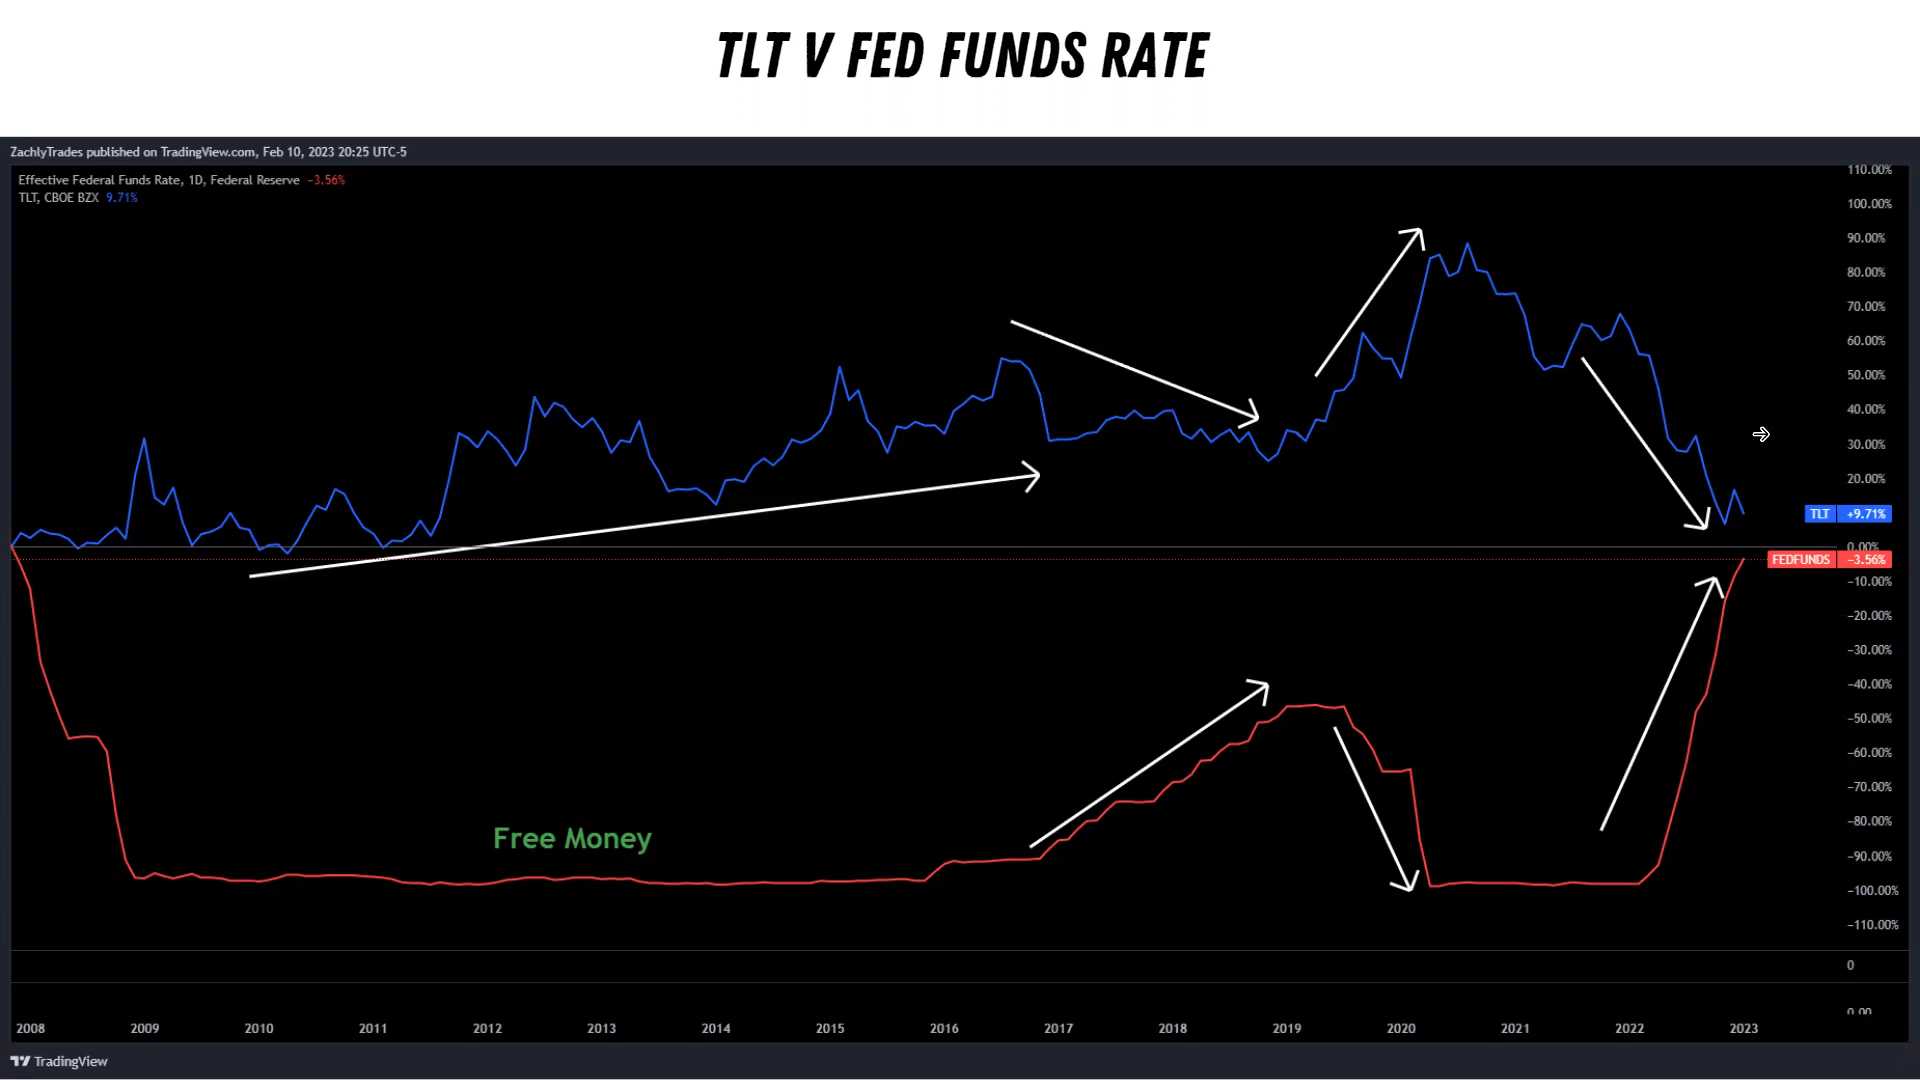 TLT V FED FUNDS RATE
ZachlyTrades published on TradingView.com, Feb 10, 2023 20:25 UTC-5
Effective Federal Funds Rate, 1D, Federal Reserve −3.56%
TLT, CBOE BZX 9.71%
110.00%
100.00%
90.00%
80.00%
70.00%
60.00%
50.00%
40.00%
30.00%
20.00%
TLT +9.71%
0.00%
FEDFUNDS −3.56%
−10.00%
−20.00%
−30.00%
−40.00%
−50.00%
−60.00%
−70.00%
−80.00%
Free Money
−90.00%
−100.00%
−110.00%
0
0.00
2008 2009 2010 2011 2012 2013 2014 2015 2016 2017 2018 2019 2020 2021 2022 2023
TradingView